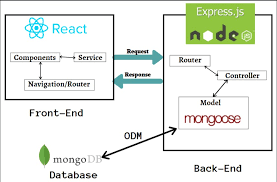 React
Components
Service
Navigation/Router
Front-End
Request
Response
Express.js
node
JS
Router
Controller
Model
mongoose
Back-End
ODM
mongoDB
Database